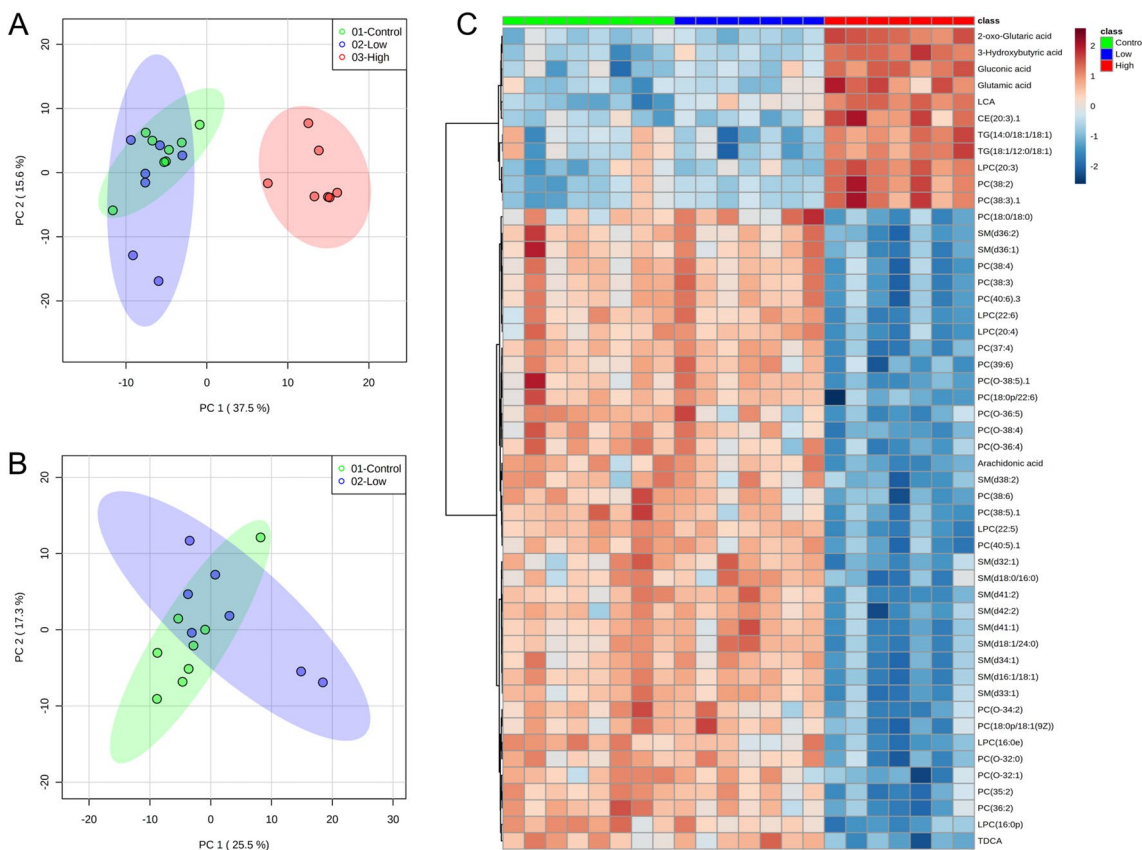 A
01-Control
02-Low
03-High
PC 2 ( 15.6 %)
20
10
0
-10
-20
-10
0
10
20
PC 1 ( 37.5 %)
B
01-Control
02-Low
PC 2 ( 17.3 %)
20
10
0
-10
-20
-20
-10
0
10
20
30
PC 1 ( 25.5 %)
C
class
2-oxo-Glutaric acid
3-Hydroxybutyric acid
Gluconic acid
Glutamic acid
LCA
CE(20:3).1
TG(14:0/18:1/18:1)
TG(18:1/12:0/18:1)
LPC(20:3)
PC(38:2)
PC(38:3).1
PC(18:0/18:0)
SM(d36:2)
SM(d36:1)
PC(38:4)
PC(38:3)
PC(40:6).3
LPC(22:6)
LPC(20:4)
PC(37:4)
PC(39:6)
PC(O-38:5).1
PC(18:0p/22:6)
PC(O-36:5)
PC(O-38:4)
PC(O-36:4)
Arachidonic acid
SM(d38:2)
PC(38:6)
PC(38:5).1
LPC(22:5)
PC(40:5).1
SM(d32:1)
SM(d18:0/16:0)
SM(d41:2)
SM(d42:2)
SM(d41:1)
SM(d18:1/24:0)
SM(d34:1)
SM(d16:1/18:1)
SM(d33:1)
PC(O-34:2)
PC(18:0p/18:1(9Z))
LPC(16:0e)
PC(O-32:0)
PC(O-32:1)
PC(35:2)
PC(36:2)
LPC(16:0p)
TDCA
2
1
0
-1
-2
class
Contro
Low
High